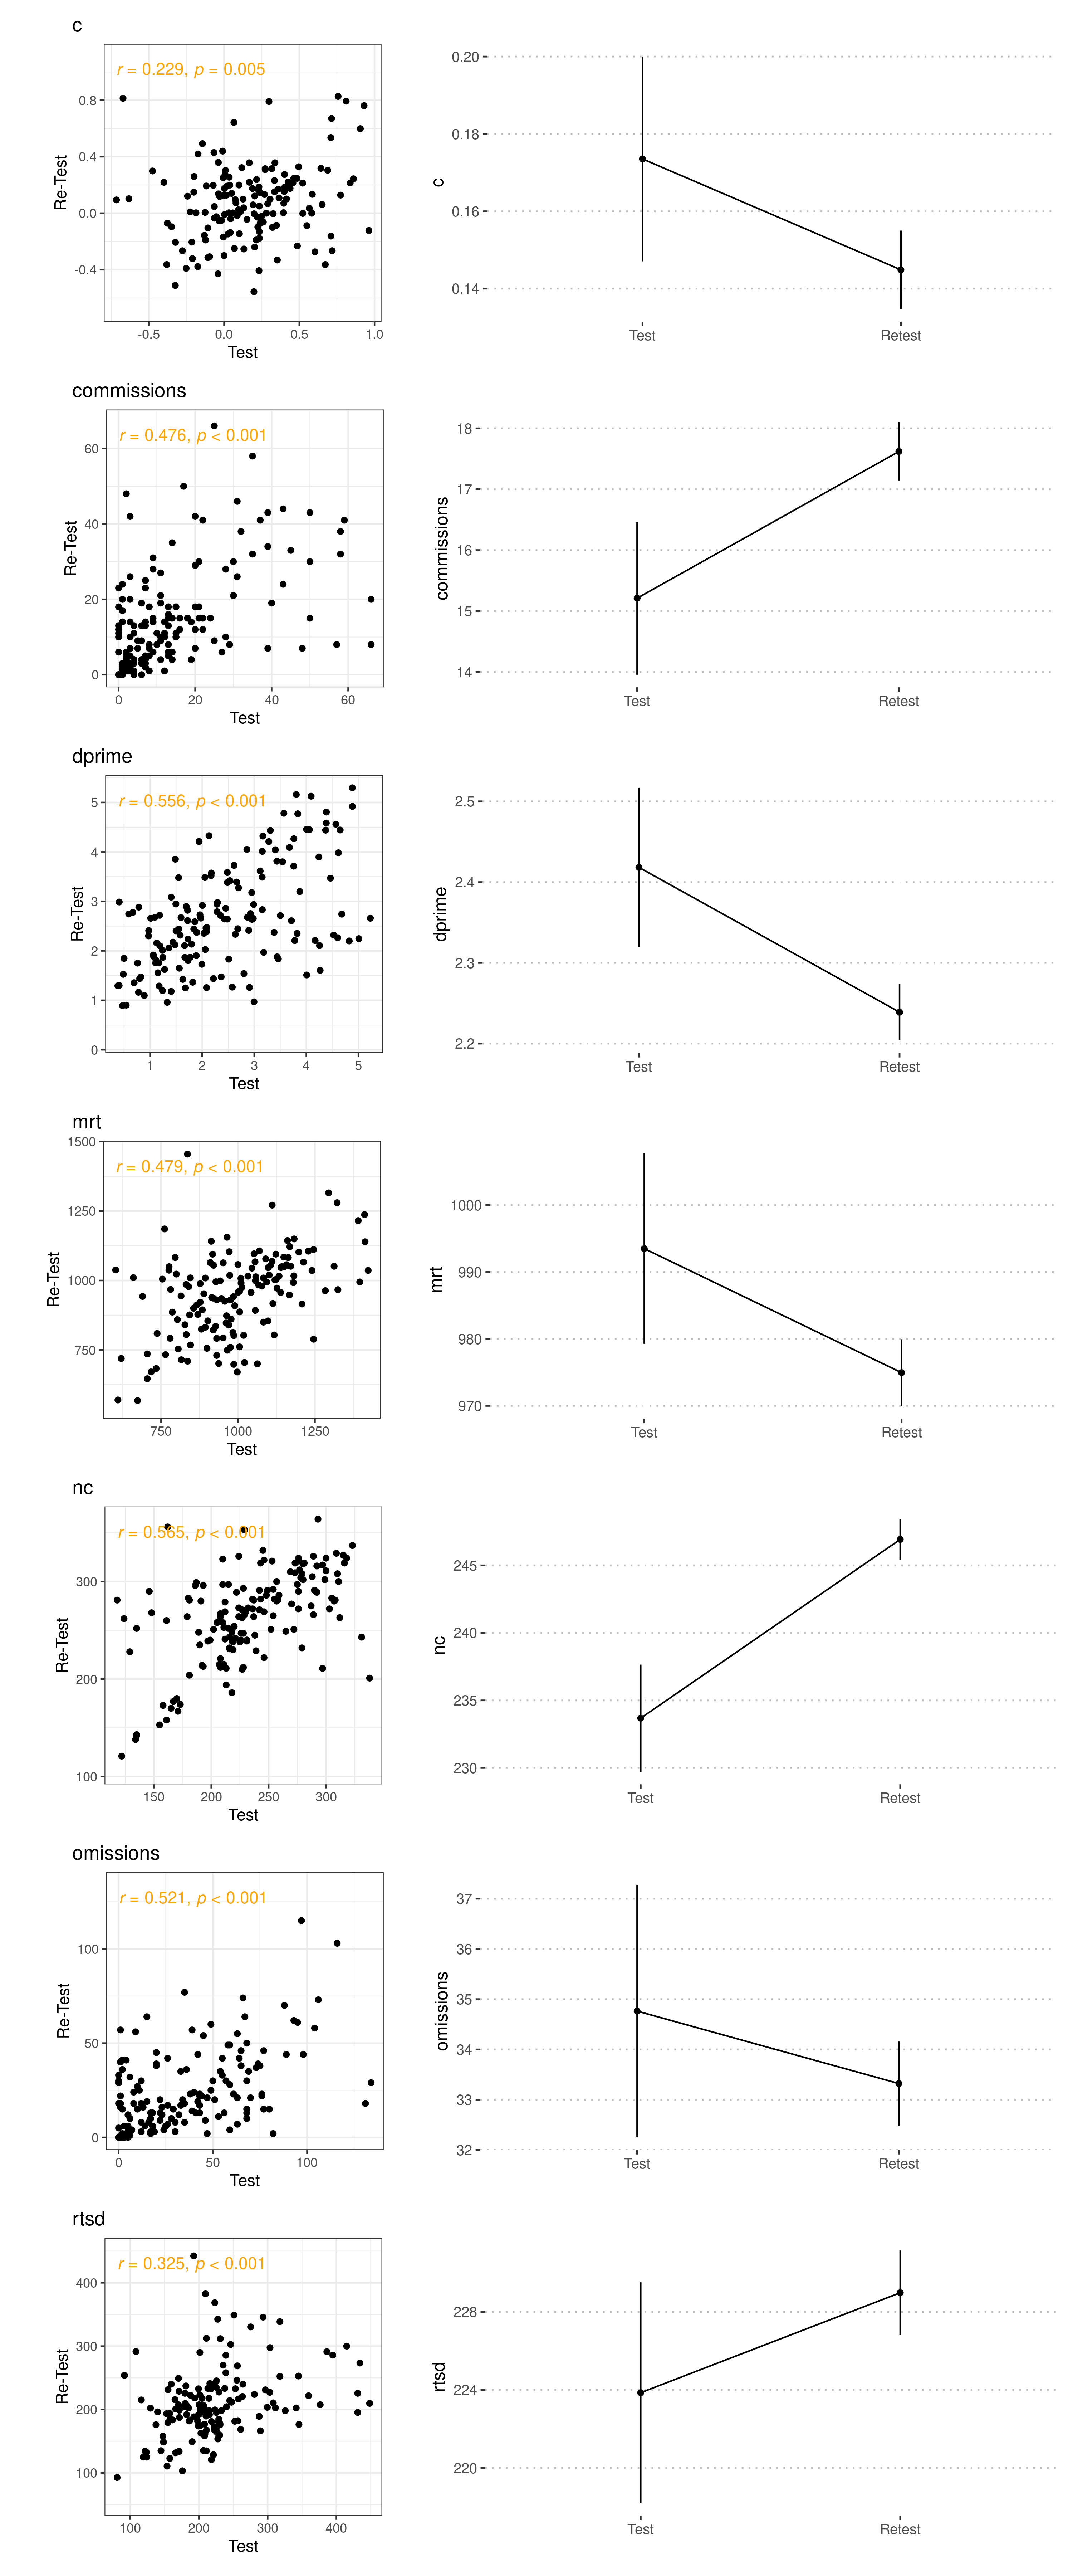 c
r = 0.229, p = 0.005
0.8
0.4
0.0
-0.4
Re-Test
-0.5 0.0 0.5 1.0
Test
0.20
0.18
0.16
0.14
c
Test Retest
commissions
r = 0.476, p < 0.001
60
40
20
0
Re-Test
0 20 40 60
Test
18
17
16
15
14
commissions
Test Retest
dprime
r = 0.556, p < 0.001
5
4
3
2
1
0
Re-Test
1 2 3 4 5
Test
2.5
2.4
2.3
2.2
dprime
Test Retest
mrt
r = 0.479, p < 0.001
1500
1250
1000
750
Re-Test
750 1000 1250
Test
1000
990
980
970
mrt
Test Retest
nc
r = 0.565, p < 0.001
300
200
100
Re-Test
150 200 250 300
Test
245
240
235
230
nc
Test Retest
omissions
r = 0.521, p < 0.001
100
50
0
Re-Test
0 50 100
Test
37
36
35
34
33
32
omissions
Test Retest
rtsd
r = 0.325, p < 0.001
400
300
200
100
Re-Test
100 200 300 400
Test
228
224
220
rtsd
Test Retest